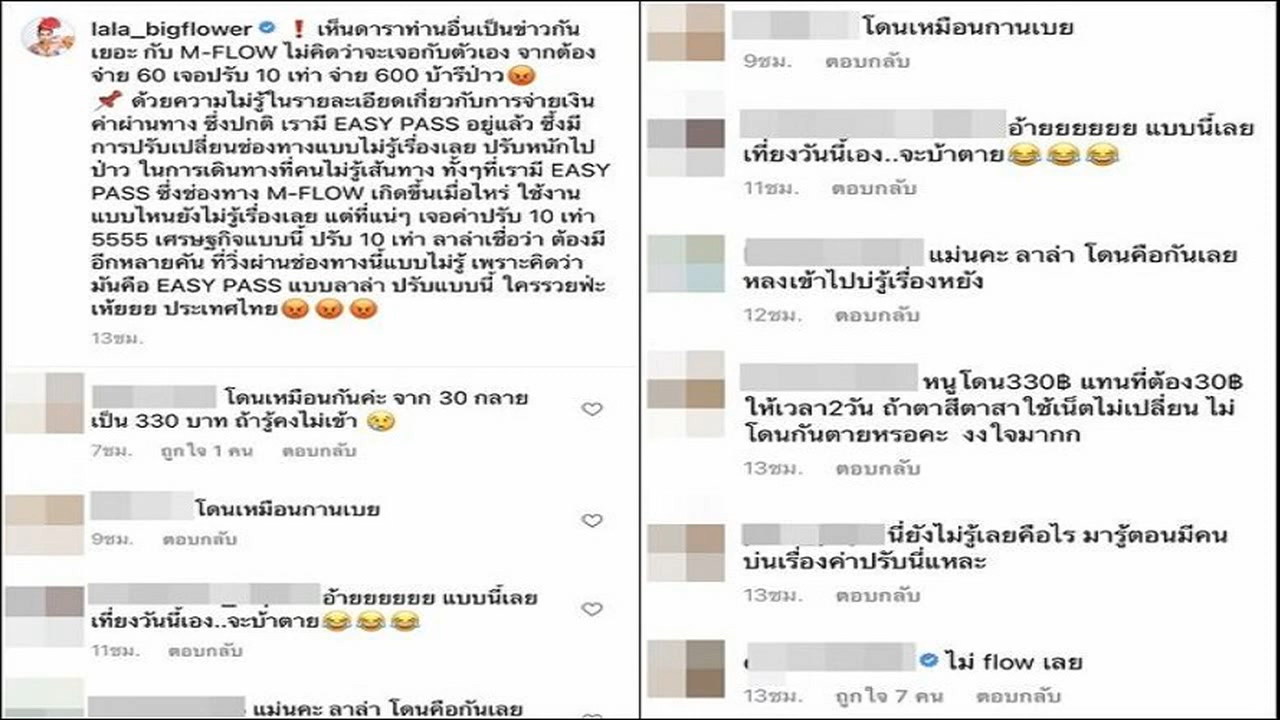 lala_bigflower ❗ เห็นดาราท่านอื่นเป็นข่าวกัน
เยอะ กับ M-FLOW ไม่คิดว่าจะเจอกับตัวเอง จากต้อง
จ่าย 60 เจอปรับ 10 เท่า จ่าย 600 บ้ารึป่าว😡
📌 ด้วยความไม่รู้ในรายละเอียดเกี่ยวกับการจ่ายเงิน
ค่าผ่านทาง ซึ่งปกติ เรามี EASY PASS อยู่แล้ว ซึ้งมี
การปรับเปลี่ยนช่องทางแบบไม่รู้เรื่องเลย ปรับหนักไป
ป่าว ในการเดินทางที่คนไม่รู้เส้นทาง ทั้งๆที่เรามี EASY
PASS ซึ่งช่องทาง M-FLOW เกิดขึ้นเมื่อไหร่ ใช้งาน
แบบไหนยังไม่รู้เรื่องเลย แต่ที่แน่ๆ เจอค่าปรับ 10 เท่า
5555 เศรษฐกิจแบบนี้ ปรับ 10 เท่า ลาล่าเชื่อว่า ต้องมี
อีกหลายคัน ที่วิ่งผ่านช่องทางนี้แบบไม่รู้ เพราะคิดว่า
มันคือ EASY PASS แบบลาล่า ปรับแบบนี้ ใครรวยฟ่ะ
เห้ยยย ประเทศไทย😡😡😡
13ชม.
โดนเหมือนกันค่ะ จาก 30 กลาย
เป็น 330 บาท ถ้ารู้คงไม่เข้า 😢
7ชม. ถูกใจ 1 คน ตอบกลับ
โดนเหมือนกานเบย
9ชม. ตอบกลับ
อ้ายยยยยย แบบนี้เลย
เที่ยงวันนี้เอง..จะบ้าตาย😂😂😂
11ชม. ตอบกลับ
แม่นคะ ลาล่า โดนคือกันเลย
โดนเหมือนกานเบย
9ชม. ตอบกลับ
อ้ายยยยยย แบบนี้เลย
เที่ยงวันนี้เอง..จะบ้าตาย😂😂😂
11ชม. ตอบกลับ
แม่นคะ ลาล่า โดนคือกันเลย
หลงเข้าไปบ่รู้เรื่องหยัง
12ชม. ตอบกลับ
หนูโดน330฿ แทนที่ต้อง30฿
ให้เวลา2วัน ถ้าตาสีตาสาใช้เน็ตไม่เปลี่ยน ไม่
โดนกันตายหรอคะ งงใจมากก
13ชม. ตอบกลับ
นี่ยังไม่รู้เลยคือไร มารู้ตอนมีคน
บ่นเรื่องค่าปรับนี่แหละ
13ชม. ตอบกลับ
ไม่ flow เลย
13ชม. ถูกใจ 7 คน ตอบกลับ